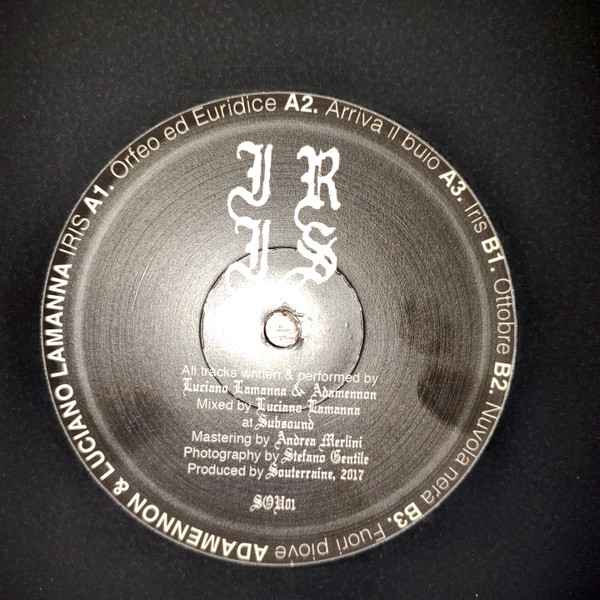 ADAMENNON & LUCIANO LAMANNA IRIS A1. Orfeo ed Euridice A2. Arriva il buio A3. Iris B1. Ottobre B2. Nuvola nera B3. Fuori piove
I R
I S
All tracks written & performed by
Luciano Lamanna & Adamennon
Mixed by Luciano Lamanna
at Subsound
Mastering by Andrea Merlini
Photography by Stefano Gentile
Produced by Souterraine, 2017
SOU01